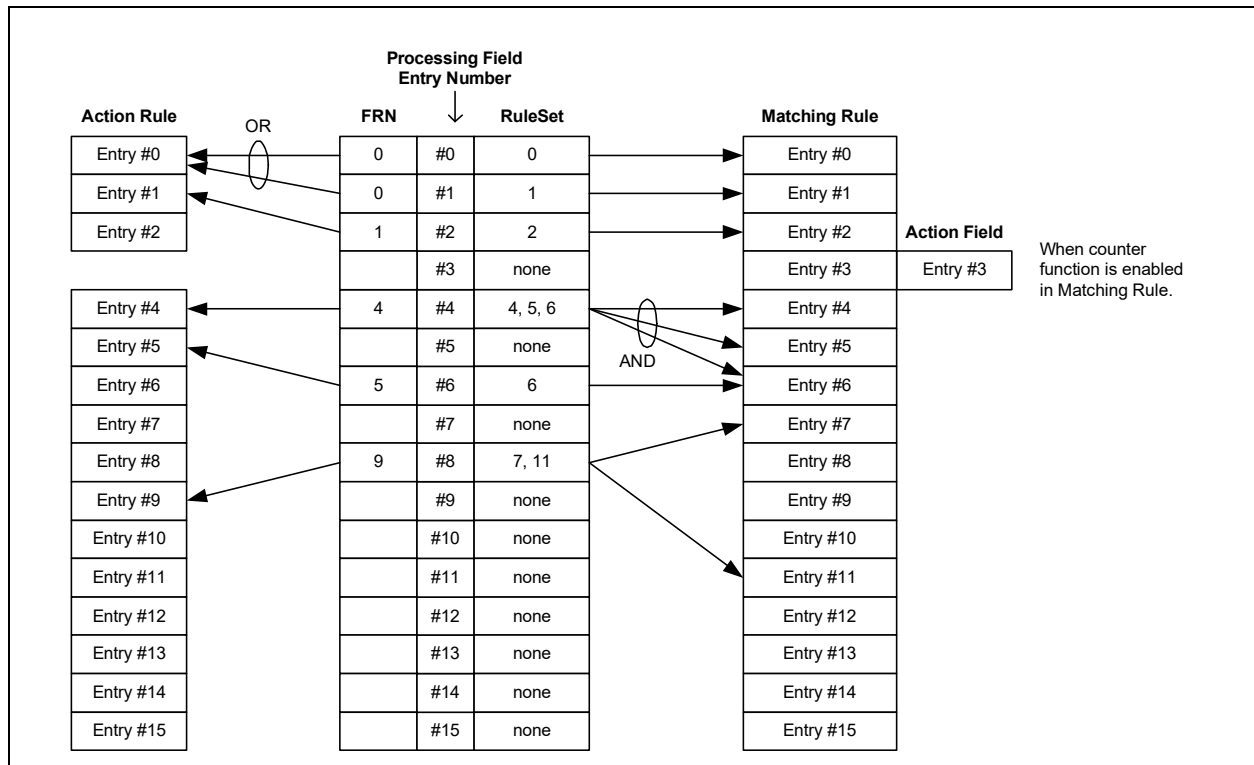 Processing Field
Entry Number
Action Rule
OR
FRN
RuleSet
Matching Rule
Entry #0
0
#0
0
Entry #0
Entry #1
0
#1
1
Entry #1
Entry #2
1
#2
2
Entry #2
Action Field
#3
none
Entry #3
Entry #3
When counter
function is enabled
in Matching Rule.
Entry #4
4
#4
4, 5, 6
Entry #4
Entry #5
#5
none
AND
Entry #5
Entry #6
5
#6
6
Entry #6
Entry #7
#7
none
Entry #7
Entry #8
9
#8
7, 11
Entry #8
Entry #9
#9
none
Entry #9
Entry #10
#10
none
Entry #10
Entry #11
#11
none
Entry #11
Entry #12
#12
none
Entry #12
Entry #13
#13
none
Entry #13
Entry #14
#14
none
Entry #14
Entry #15
#15
none
Entry #15